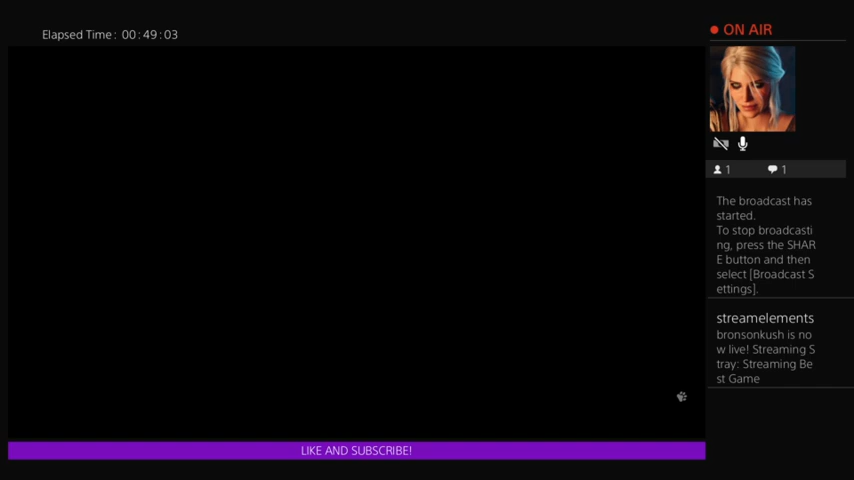 Elapsed Time: 00:49:03
ON AIR
1 1
The broadcast has
started.
To stop broadcasti
ng, press the SHAR
E button and then
select [Broadcast S
ettings].
streamelements
bronsonkush is no
w live! Streaming S
tray: Streaming Be
st Game
LIKE AND SUBSCRIBE!